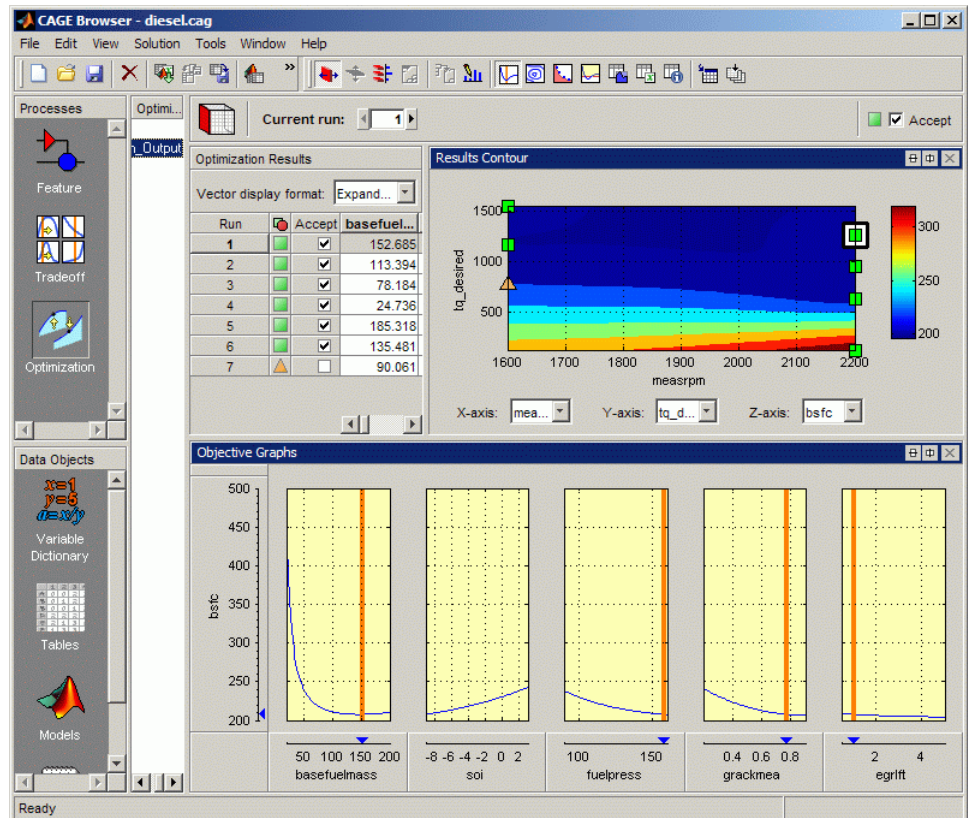 CAGE Browser - diesel.cag
File Edit View Solution Tools Window Help
»
Processes
Feature
Tradeoff
Optimization
Optimi...
n_Output
Current run: 1
Accept
Optimization Results
Vector display format: Expand...
Run Accept basefuel...
1 152.685
2 113.394
3 78.184
4 24.736
5 185.318
6 135.481
7 90.061
Results Contour
1500
1000
500
tq_desired
1600 1700 1800 1900 2000 2100 2200
measrpm
300
250
200
X-axis: mea... Y-axis: tq_d... Z-axis: bsfc
Data Objects
x=1
y=5
a=x/y
Variable
Dictionary
Tables
Models
Objective Graphs
500
450
400
350
300
250
200
bsfc
50 100 150 200
basefuelmass
-8 -6 -4 -2 0 2
soi
100 150
fuelpress
0.4 0.6 0.8
grackmea
2 4
egrlft
Ready